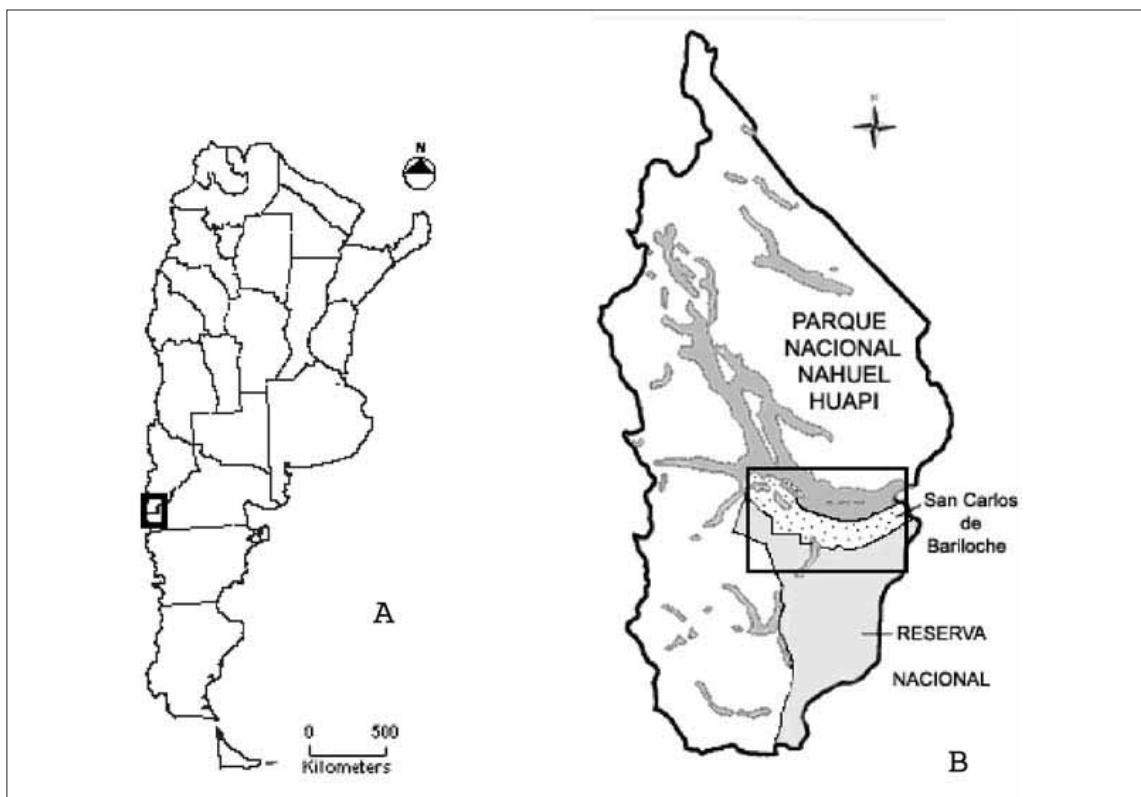 N
A
0 500
Kilometers
PARQUE
NACIONAL
NAHUEL
HUAPI
San Carlos
de
Bariloche
RESERVA
NACIONAL
B